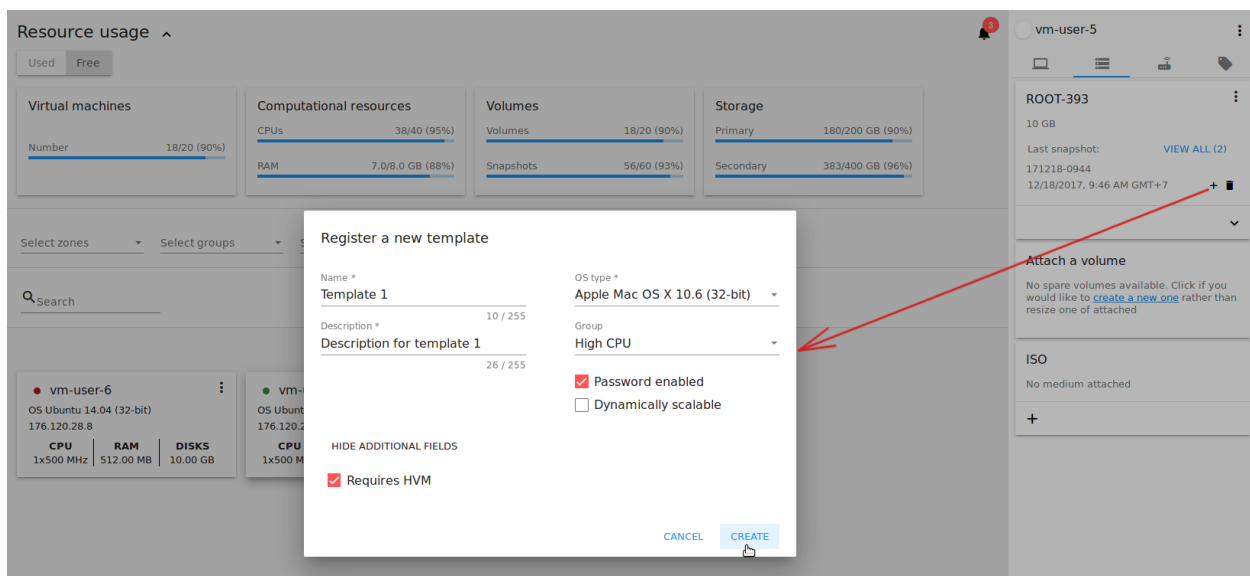 Resource usage
3
Used Free
Virtual machines
Number 18/20 (90%)
Computational resources
CPUs 38/40 (95%)
RAM 7.0/8.0 GB (88%)
Volumes
Volumes 18/20 (90%)
Snapshots 56/60 (93%)
Storage
Primary 180/200 GB (90%)
Secondary 383/400 GB (96%)
Select zones Select groups
Search
vm-user-6
OS Ubuntu 14.04 (32-bit)
176.120.28.8
CPU RAM DISKS
1x500 MHz 512.00 MB 10.00 GB
CPU
Register a new template
Name *
Template 1
10 / 255
Description *
Description for template 1
26 / 255
OS type *
Apple Mac OS X 10.6 (32-bit)
Group
High CPU
Password enabled
Dynamically scalable
HIDE ADDITIONAL FIELDS
Requires HVM
CANCEL CREATE
vm-user-5
ROOT-393
10 GB
Last snapshot: VIEW ALL (2)
171218-0944
12/18/2017, 9:46 AM GMT+7
Attach a volume
No spare volumes available. Click if you
would like to create a new one rather than
resize one of attached
ISO
No medium attached